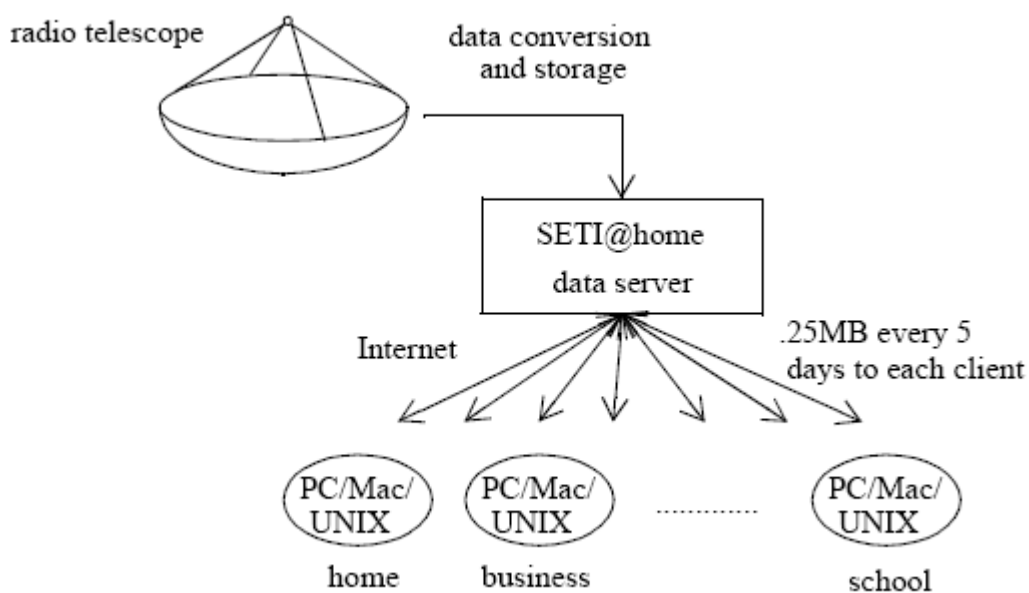 radio telescope
data conversion
and storage
SETI@home
data server
Internet
.25MB every 5
days to each client
PC/Mac/
UNIX
PC/Mac/
UNIX
..............
PC/Mac/
UNIX
home
business
school